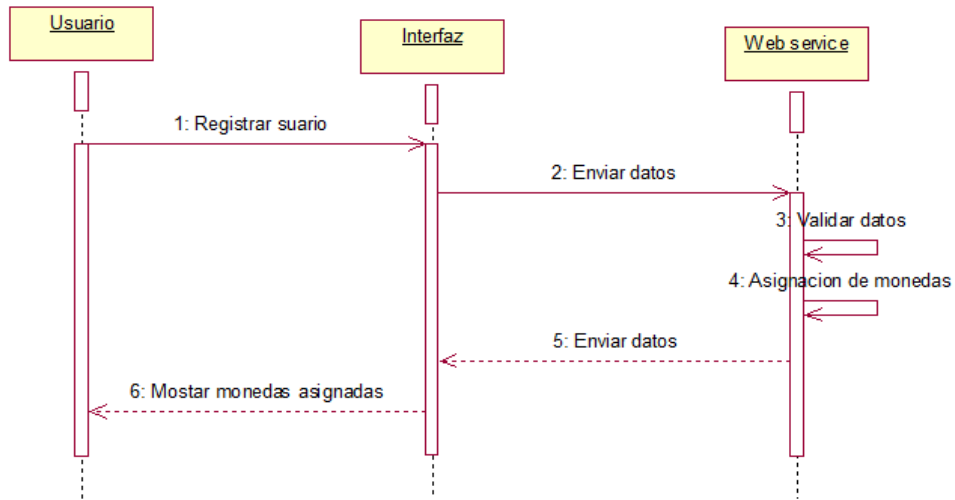 Usuario
Interfaz
Web service
1: Registrar suario
2: Enviar datos
3: Validar datos
4: Asignacion de monedas
5: Enviar datos
6: Mostar monedas asignadas